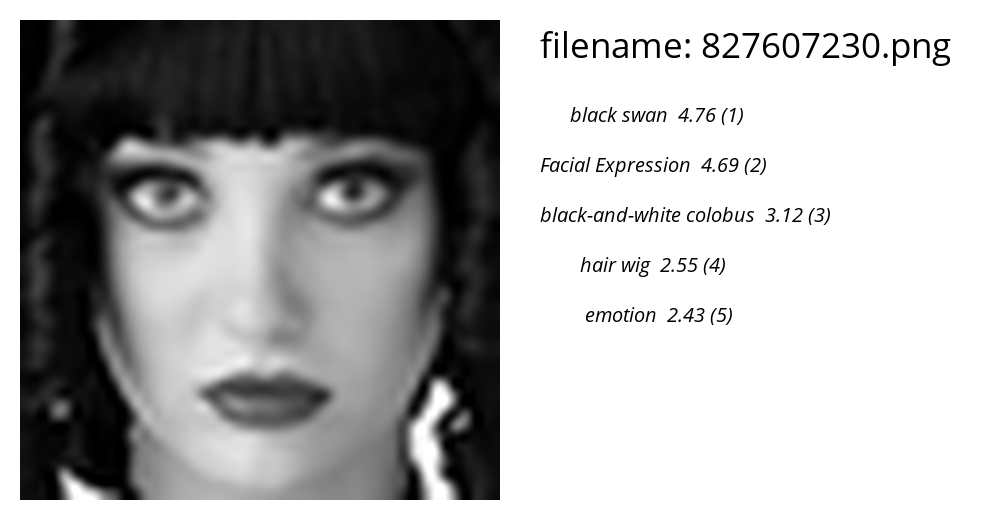 filename: 827607230.png
black swan 4.76 (1)
Facial Expression 4.69 (2)
black-and-white colobus 3.12 (3)
hair wig 2.55 (4)
emotion 2.43 (5)